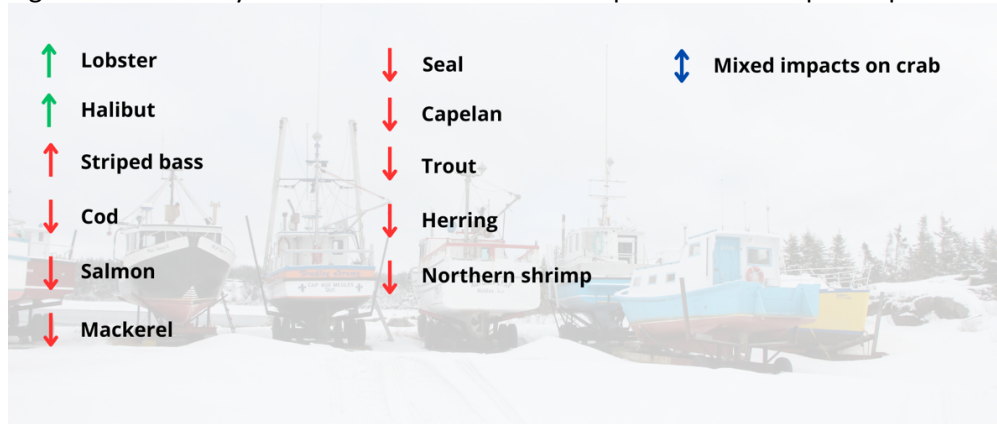 Lobster
Halibut
Striped bass
Cod
Salmon
Mackerel
Seal
Capelan
Trout
Herring
Northern shrimp
Mixed impacts on crab